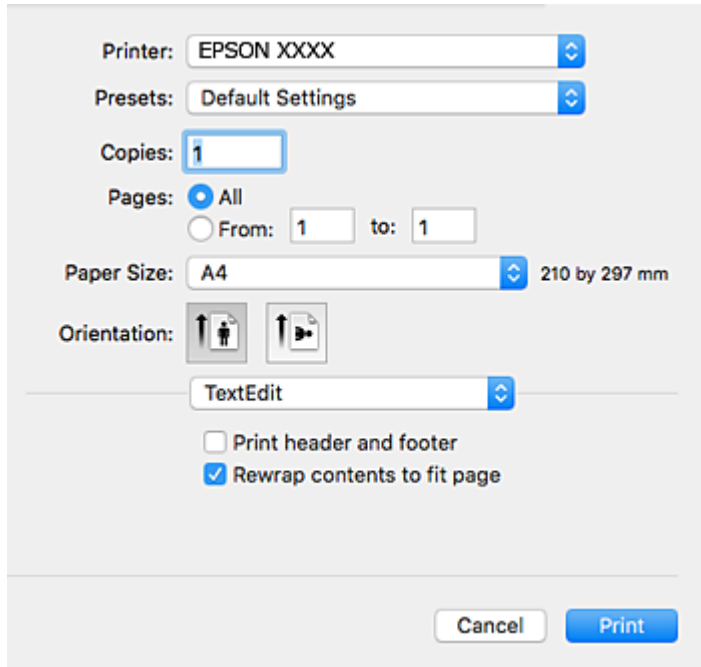 Printer: EPSON XXXX
Presets: Default Settings
Copies: 1
Pages: All
From: 1 to: 1
Paper Size: A4 210 by 297 mm
Orientation:
TextEdit
Print header and footer
Rewrap contents to fit page
Cancel Print